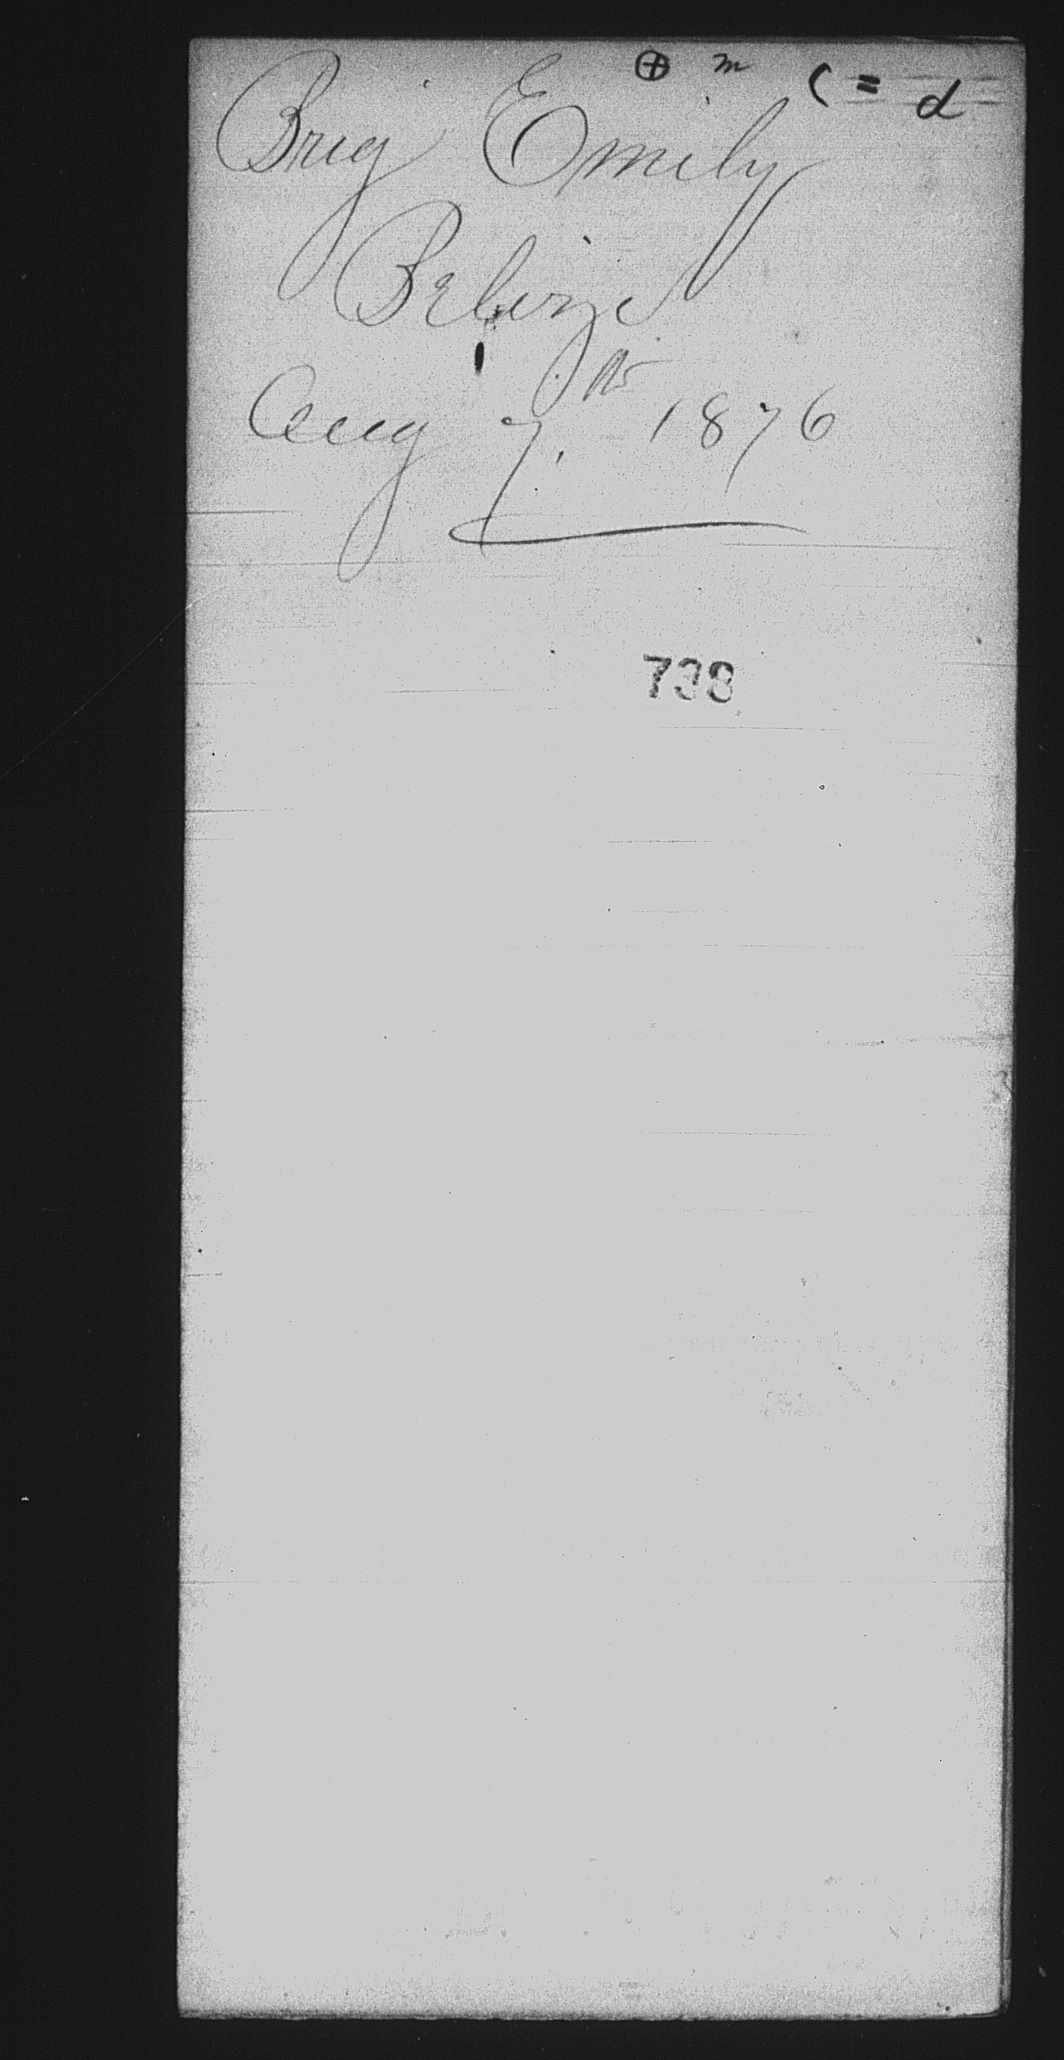 ⊕ m c = d
Brig Emily
Belize
Aug 7th 1876
738